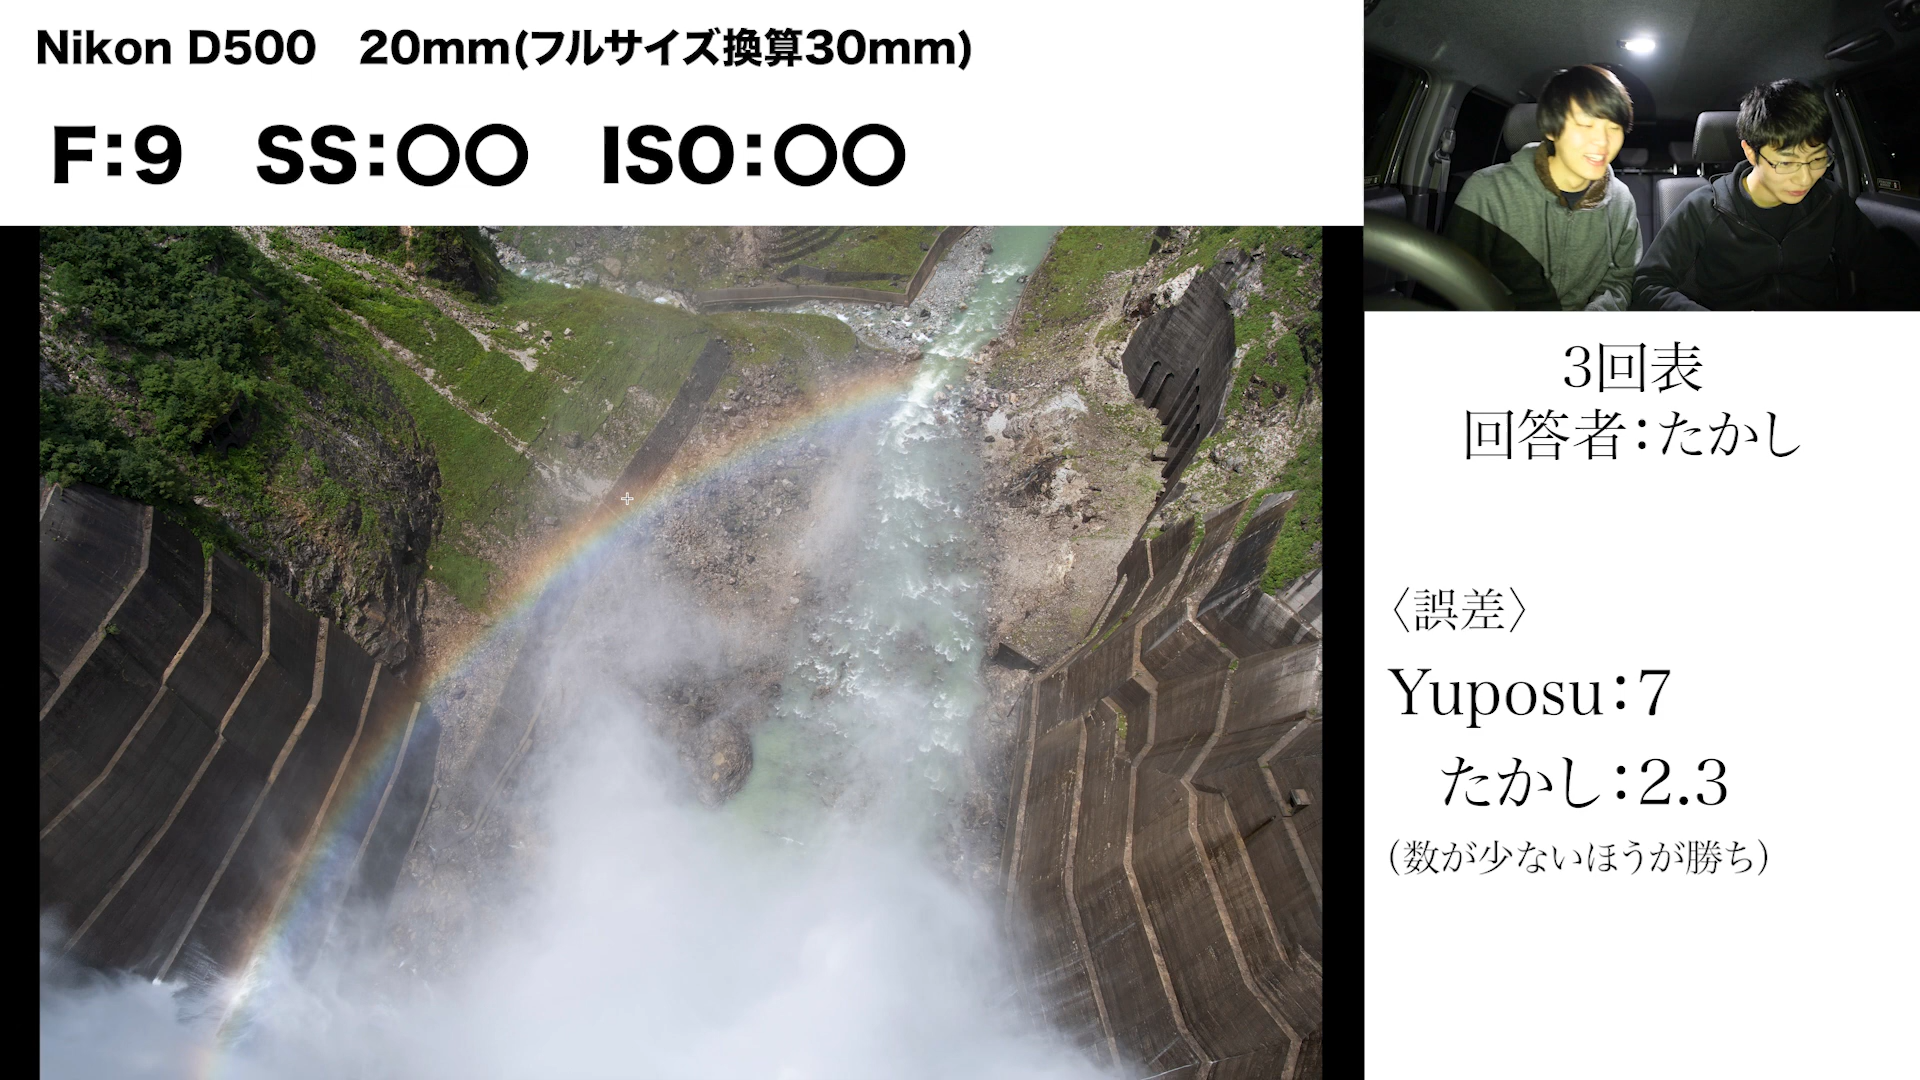 Nikon D500　20mm(フルサイズ換算30mm)
F:9　SS:〇〇　ISO:〇〇
3回表
回答者：たかし
〈誤差〉
Yuposu：7
たかし：2.3
(数が少ないほうが勝ち)